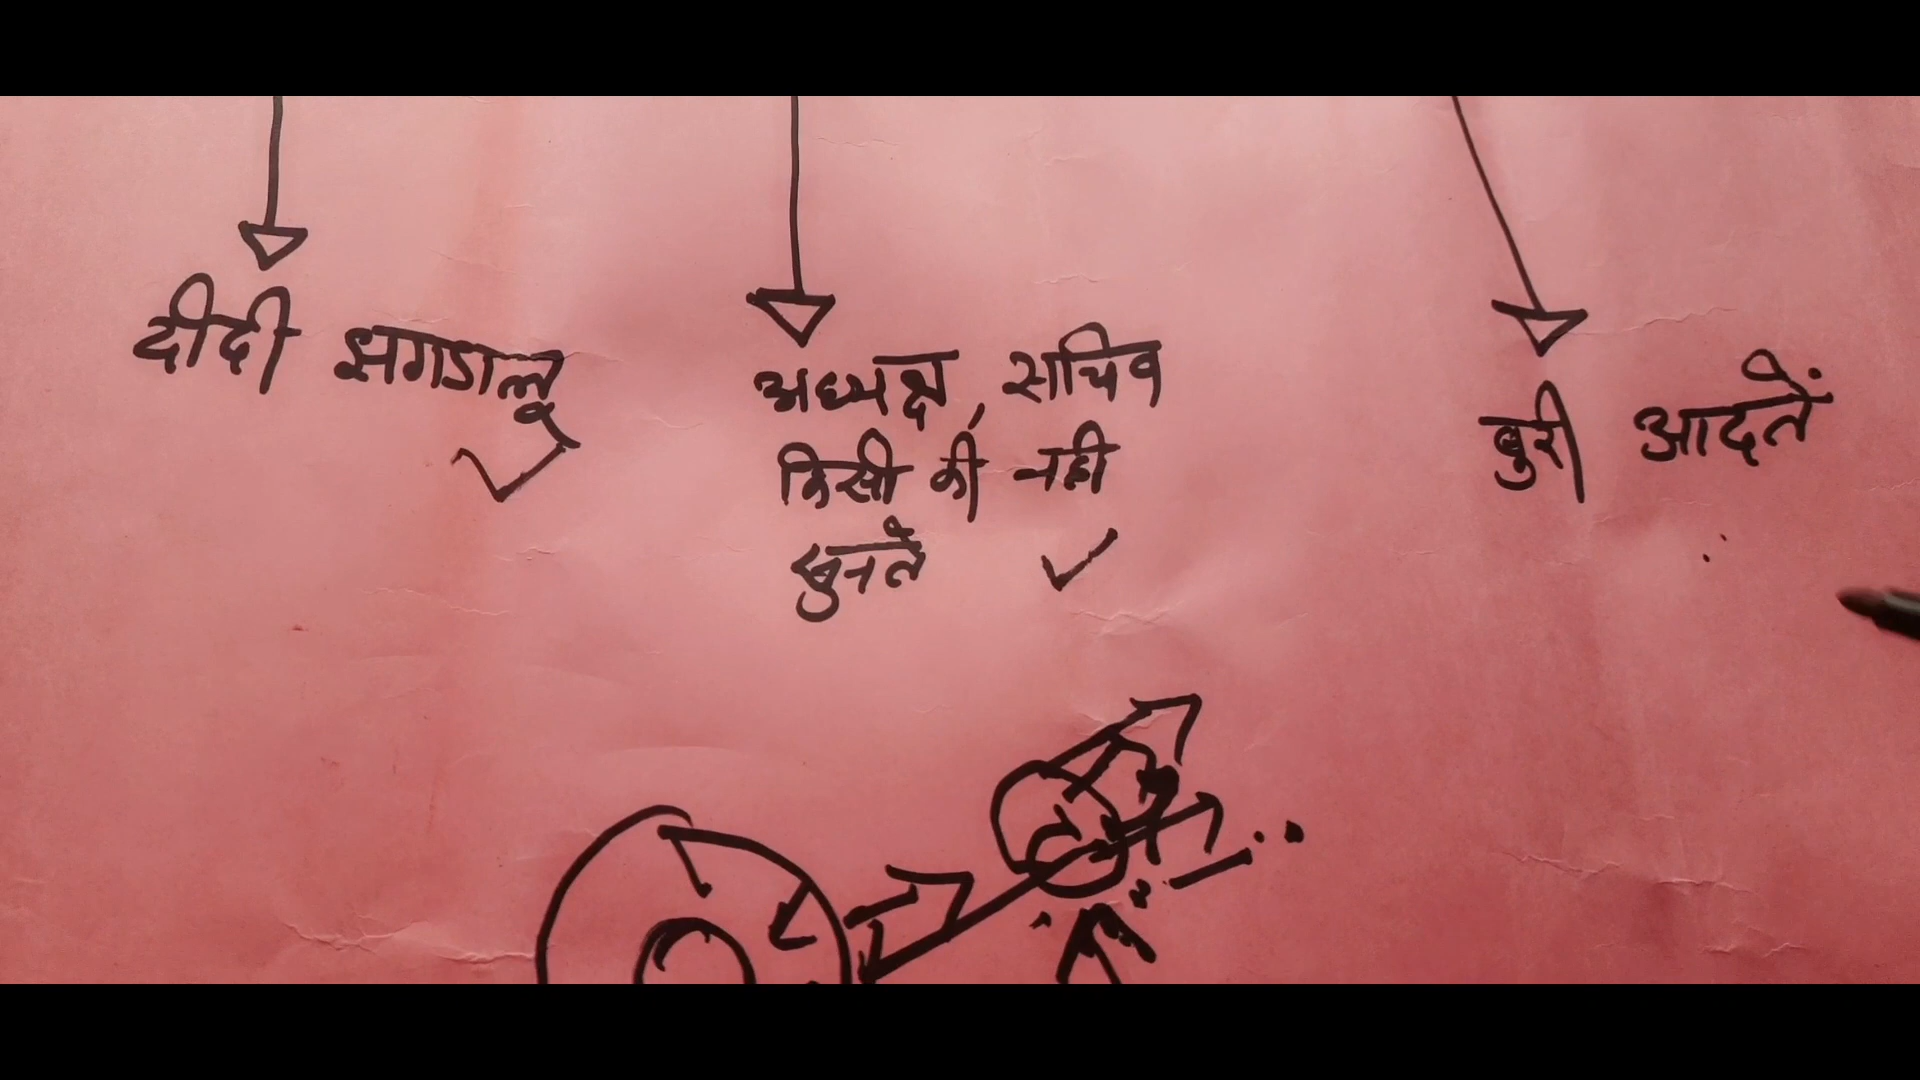 दीदी झगडालू
अध्यक्ष, सचिव
किसी की नही
सुनते
बुरी आदतें